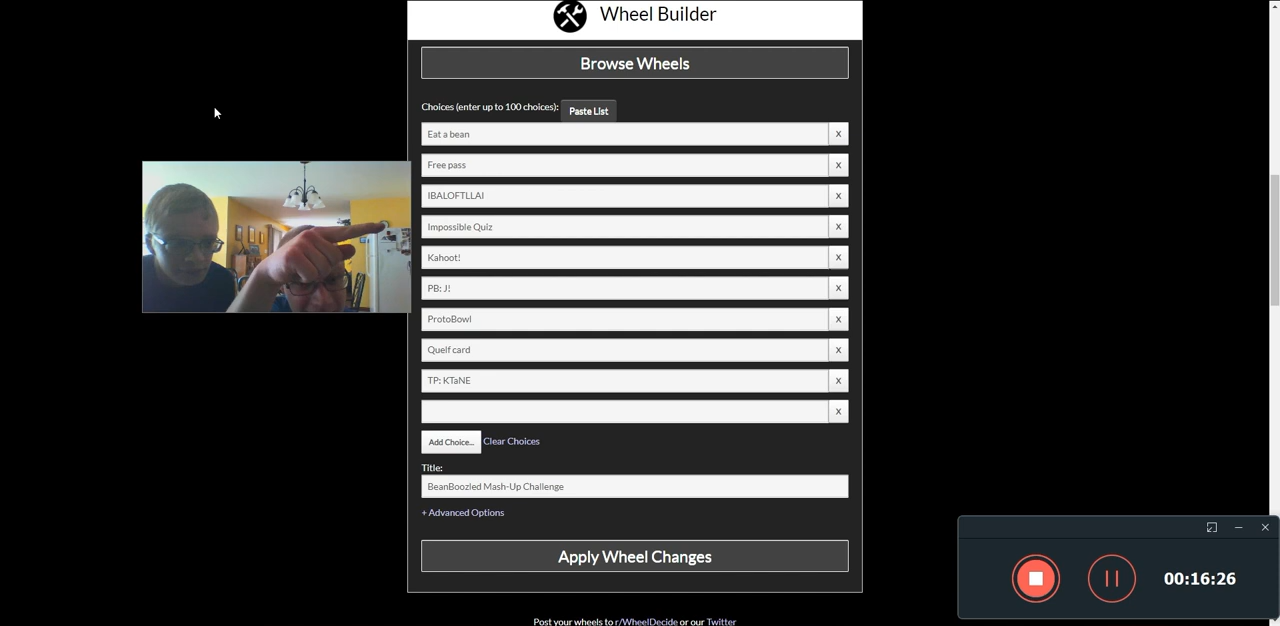 Wheel Builder
Browse Wheels
Choices (enter up to 100 choices): Paste List
Eat a bean X
Free pass X
IBALOFTLLAI X
Impossible Quiz X
Kahoot! X
PB: J! X
ProtoBowl X
Quelf card X
TP: KTaNE X
X
Add Choice... Clear Choices
Title:
BeanBoozled Mash-Up Challenge
+ Advanced Options
Apply Wheel Changes
00:16:26
Post your wheels to r/WheelDecide or our Twitter